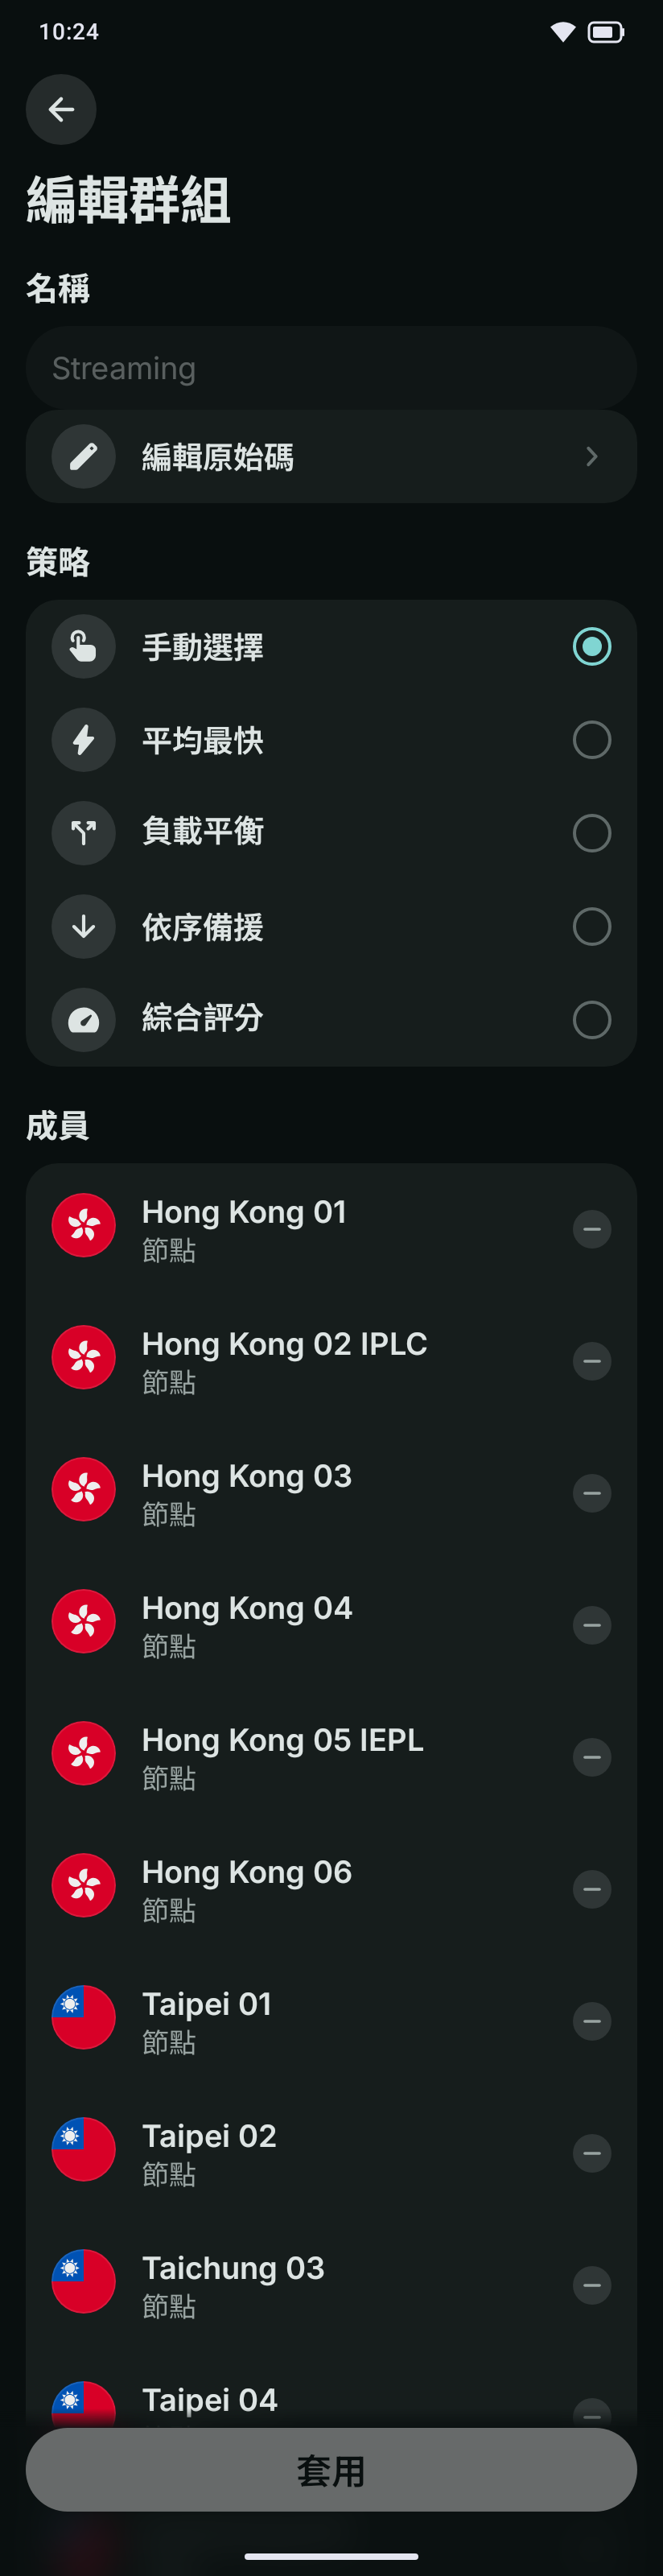 10:24
編輯群組
名稱
Streaming
編輯原始碼
策略
手動選擇
平均最快
負載平衡
依序備援
綜合評分
成員
Hong Kong 01
節點
Hong Kong 02 IPLC
節點
Hong Kong 03
節點
Hong Kong 04
節點
Hong Kong 05 IEPL
節點
Hong Kong 06
節點
Taipei 01
節點
Taipei 02
節點
Taichung 03
節點
Taipei 04
套用